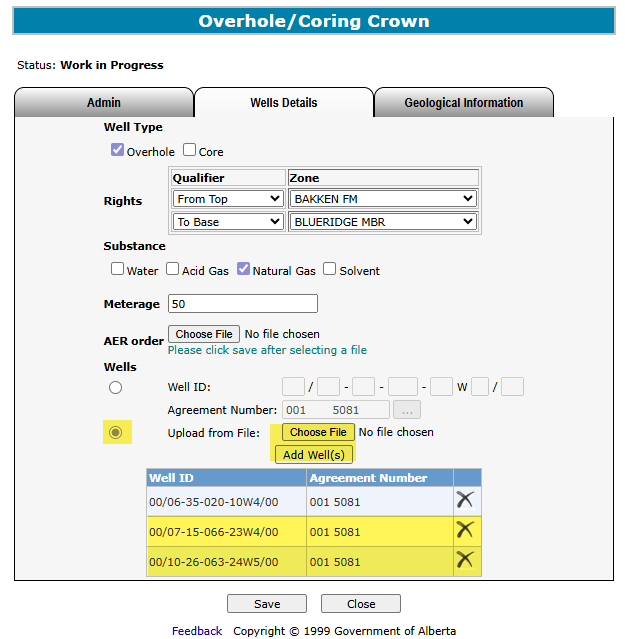 Overhole/Coring Crown
Status: Work in Progress
Admin Wells Details Geological Information
Well Type
Overhole Core
Qualifier Zone
Rights From Top BAKKEN FM
To Base BLUERIDGE MBR
Substance
Water Acid Gas Natural Gas Solvent
Meterage 50
AER order Choose File No file chosen
Please click save after selecting a file
Wells
Well ID: / - - - W /
Agreement Number: 001 5081 ...
Upload from File: Choose File No file chosen
Add Well(s)
Well ID Agreement Number
00/06-35-020-10W4/00 001 5081
00/07-15-066-23W4/00 001 5081
00/10-26-063-24W5/00 001 5081
Save Close
Feedback Copyright © 1999 Government of Alberta